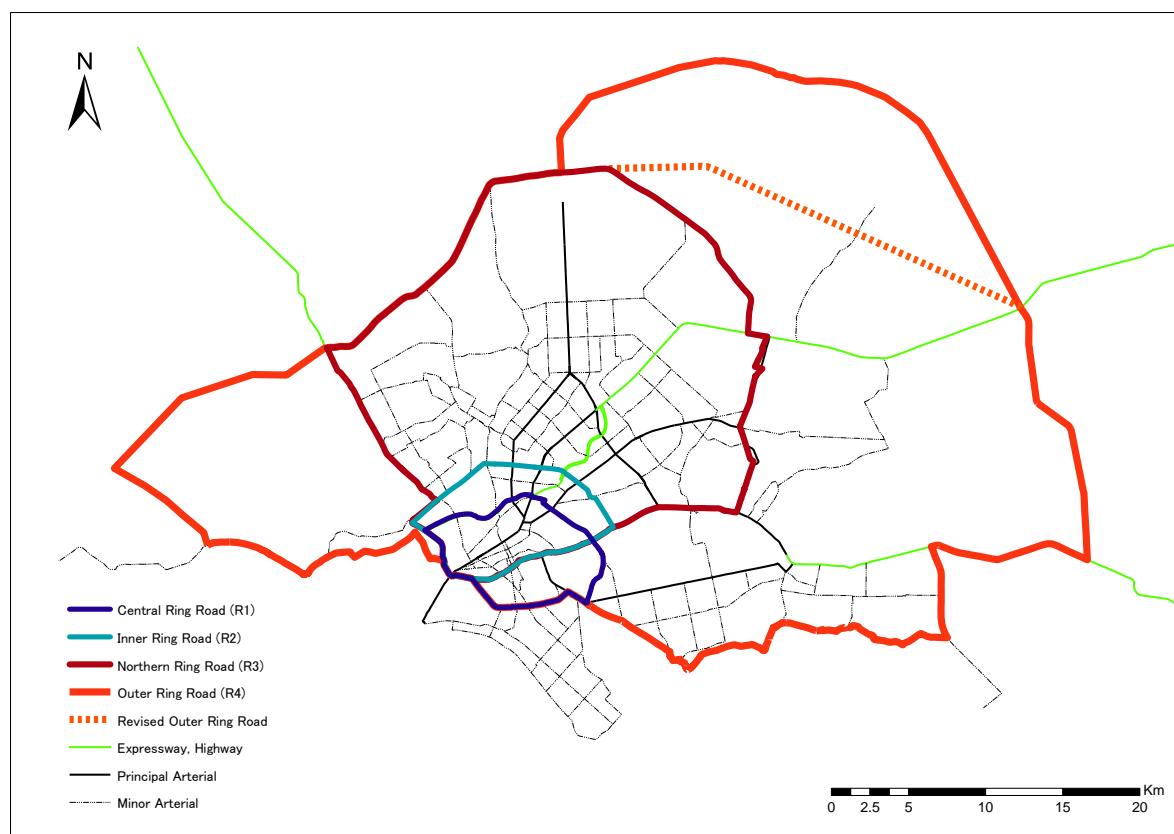 N
Central Ring Road (R1)
Inner Ring Road (R2)
Northern Ring Road (R3)
Outer Ring Road (R4)
Revised Outer Ring Road
Expressway, Highway
Principal Arterial
Minor Arterial
Km
0 2.5 5 10 15 20